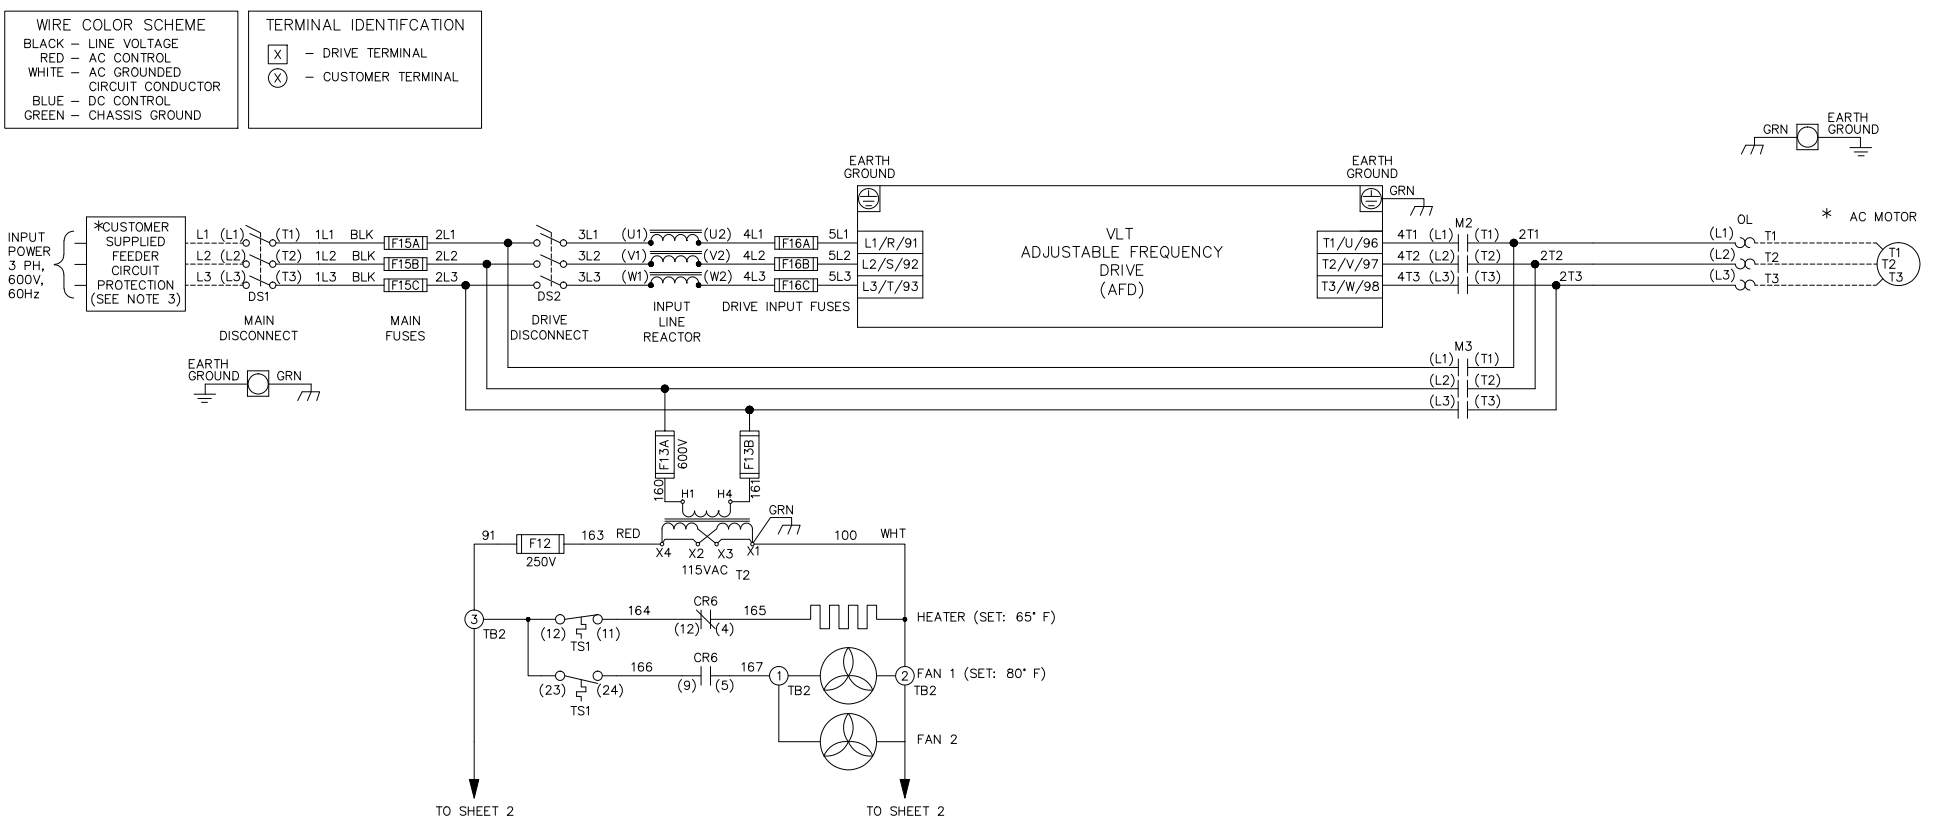 WIRE COLOR SCHEME
BLACK – LINE VOLTAGE
RED – AC CONTROL
WHITE – AC GROUNDED
CIRCUIT CONDUCTOR
BLUE – DC CONTROL
GREEN – CHASSIS GROUND
TERMINAL IDENTIFCATION
X – DRIVE TERMINAL
X – CUSTOMER TERMINAL
GRN
EARTH
GROUND
INPUT
POWER
3 PH,
600V,
60Hz
*CUSTOMER
SUPPLIED
FEEDER
CIRCUIT
PROTECTION
(SEE NOTE 3)
L1 (L1) (T1) 1L1 BLK F15A 2L1
L2 (L2) (T2) 1L2 BLK F15B 2L2
L3 (L3) (T3) 1L3 BLK F15C 2L3
DS1
MAIN
DISCONNECT
MAIN
FUSES
3L1 (U1) (U2) 4L1 F16A 5L1
3L2 (V1) (V2) 4L2 F16B 5L2
3L3 (W1) (W2) 4L3 F16C 5L3
DS2
DRIVE
DISCONNECT
INPUT
LINE
REACTOR
DRIVE INPUT FUSES
EARTH
GROUND
L1/R/91
L2/S/92
L3/T/93
VLT
ADJUSTABLE FREQUENCY
DRIVE
(AFD)
EARTH
GROUND
GRN
T1/U/96
T2/V/97
T3/W/98
M2
4T1 (L1) (T1) 2T1
4T2 (L2) (T2) 2T2
4T3 (L3) (T3) 2T3
OL
(L1) T1
(L2) T2
(L3) T3
* AC MOTOR
T1
T2
T3
M3
(L1) (T1)
(L2) (T2)
(L3) (T3)
EARTH
GROUND
GRN
F13A
600V
F13B
160
161
H1 H4
GRN
91 F12 163 RED
250V
X4 X2 X3 X1
115VAC T2
100 WHT
3
TB2
(12) (11)
TS1
164
CR6
(12) (4)
165
HEATER (SET: 65° F)
(23) (24)
TS1
166
CR6
(9) (5)
167
1
TB2
2
TB2
FAN 1 (SET: 80° F)
FAN 2
TO SHEET 2
TO SHEET 2